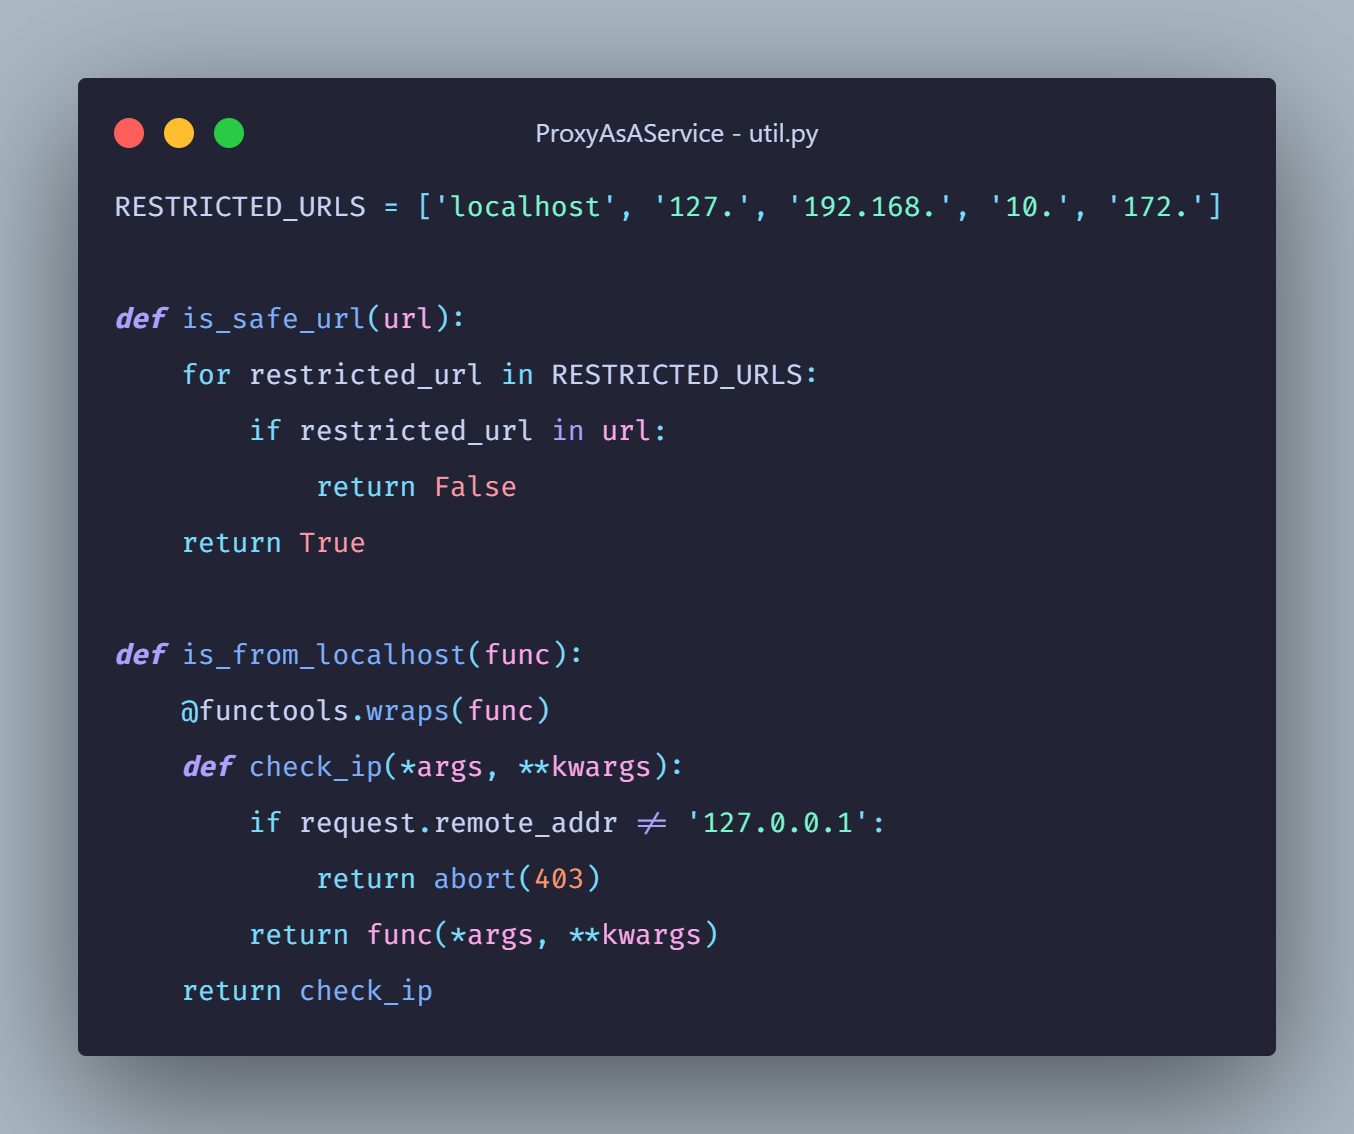 ProxyAsAService - util.py
RESTRICTED_URLS = ['localhost', '127.', '192.168.', '10.', '172.']
def is_safe_url(url):
    for restricted_url in RESTRICTED_URLS:
        if restricted_url in url:
            return False
    return True
def is_from_localhost(func):
    @functools.wraps(func)
    def check_ip(*args, **kwargs):
        if request.remote_addr != '127.0.0.1':
            return abort(403)
        return func(*args, **kwargs)
    return check_ip